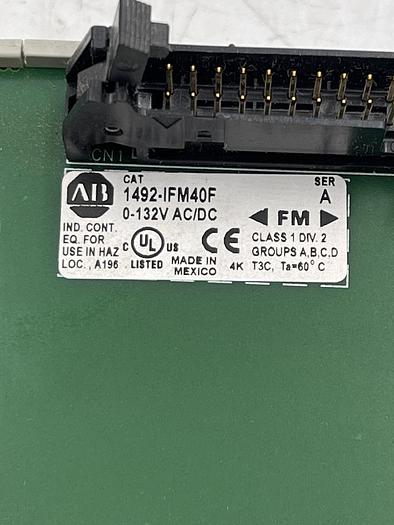 CN1
CAT
SER
AB
1492-IFM40F
A
0-132V AC/DC
FM
IND. CONT.
EQ. FOR
USE IN HAZ
LOC., A196
C UL US
LISTED
CE
MADE IN
MEXICO
4K
CLASS 1 DIV. 2
GROUPS A,B,C,D
T3C, Ta=60° C